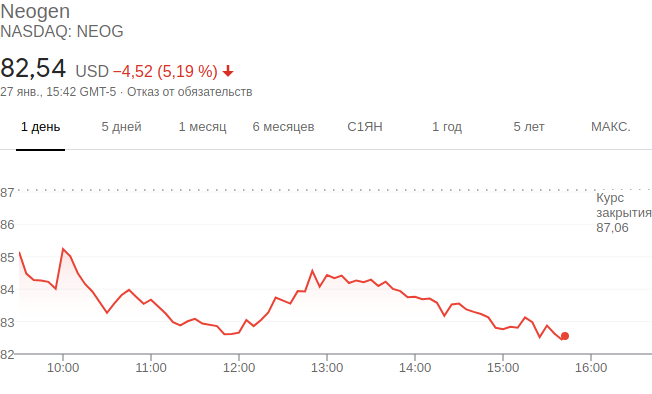 Neogen
NASDAQ: NEOG
82,54 USD −4,52 (5,19 %)
27 янв., 15:42 GMT-5 · Отказ от обязательств
1 день 5 дней 1 месяц 6 месяцев С1ЯН 1 год 5 лет МАКС.
87
Курс
закрытия
87,06
86
85
84
83
82
10:00 11:00 12:00 13:00 14:00 15:00 16:00